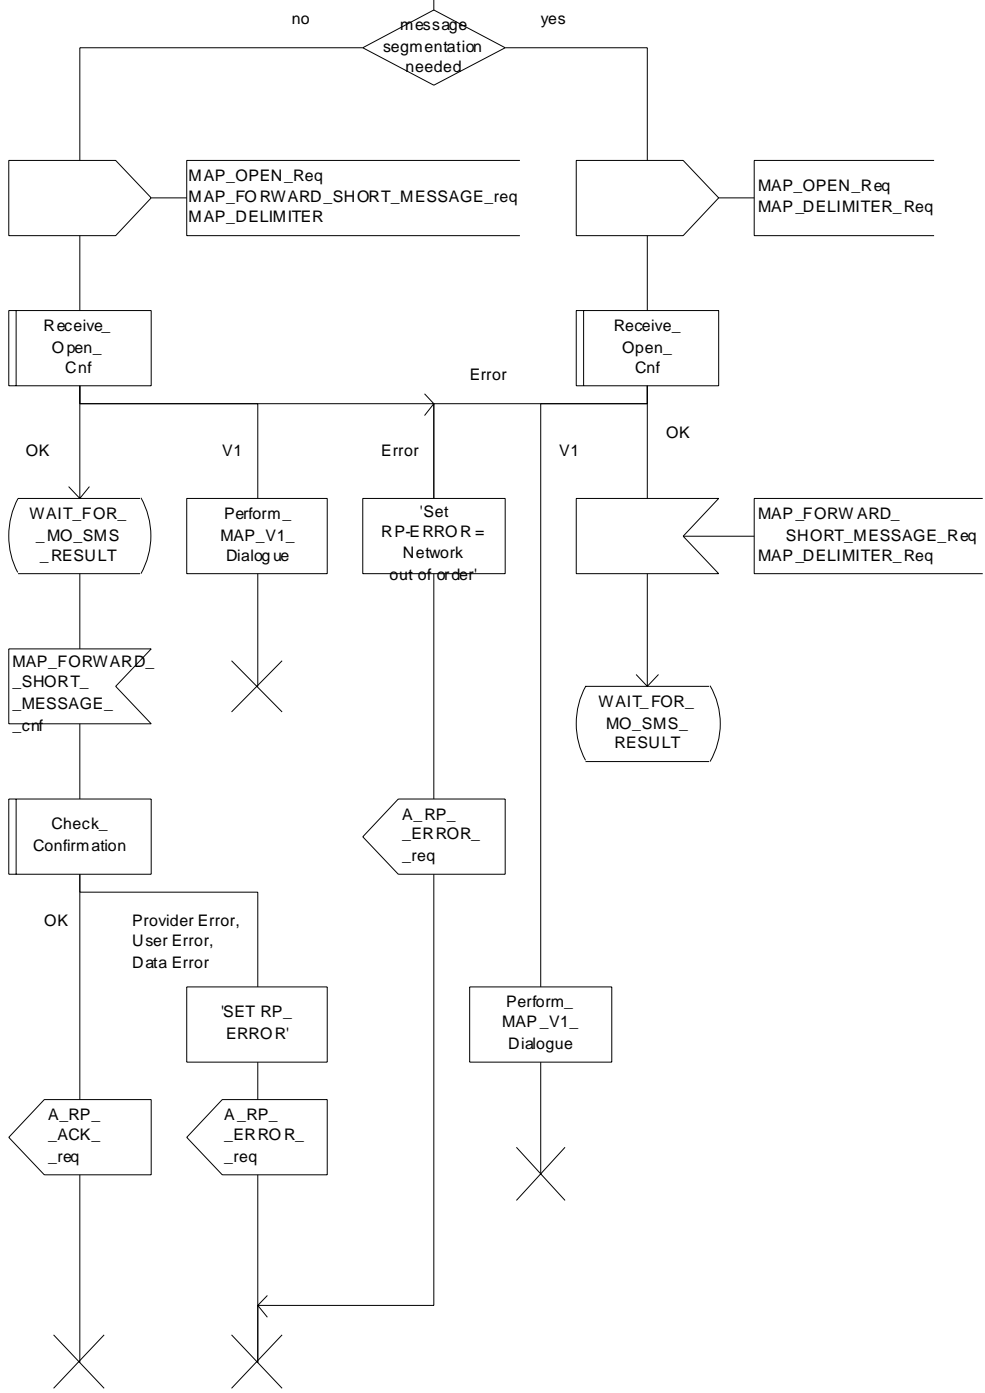 no
message
segmentation
needed
yes
MAP_OPEN_Req
MAP_FORWARD_SHORT_MESSAGE_req
MAP_DELIMITER
MAP_OPEN_Req
MAP_DELIMITER_Req
Receive_
Open_
Cnf
Receive_
Open_
Cnf
Error
OK
V1
Error
V1
OK
WAIT_FOR_
_MO_SMS
_RESULT
Perform_
MAP_V1_
Dialogue
'Set
RP-ERROR =
Network
out of order'
MAP_FORWARD_
SHORT_MESSAGE_Req
MAP_DELIMITER_Req
MAP_FORWARD_
_SHORT_
_MESSAGE_
_cnf
WAIT_FOR_
MO_SMS_
RESULT
Check_
Confirmation
A_RP_
_ERROR_
_req
OK
Provider Error,
User Error,
Data Error
'SET RP_
ERROR'
Perform_
MAP_V1_
Dialogue
A_RP_
_ACK_
_req
A_RP_
_ERROR_
_req